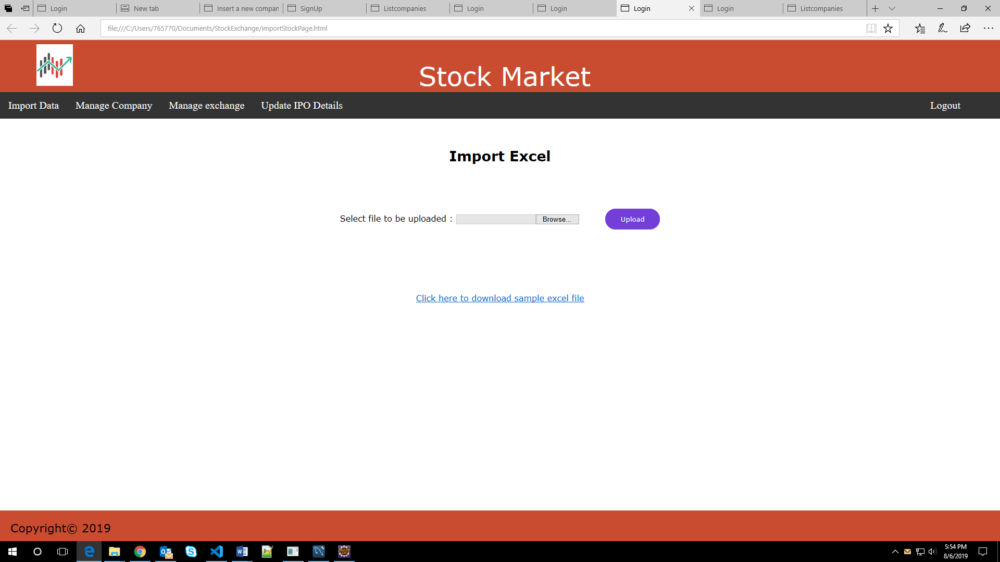 Login
New tab
Insert a new compan
SignUp
Listcompanies
Login
Login
Login
Login
Listcompanies
file:///C:/Users/765770/Documents/StockExchange/importStockPage.html
Stock Market
Import Data
Manage Company
Manage exchange
Update IPO Details
Logout
Import Excel
Select file to be uploaded :
Browse...
Upload
Click here to download sample excel file
Copyright© 2019
5:54 PM
8/6/2019